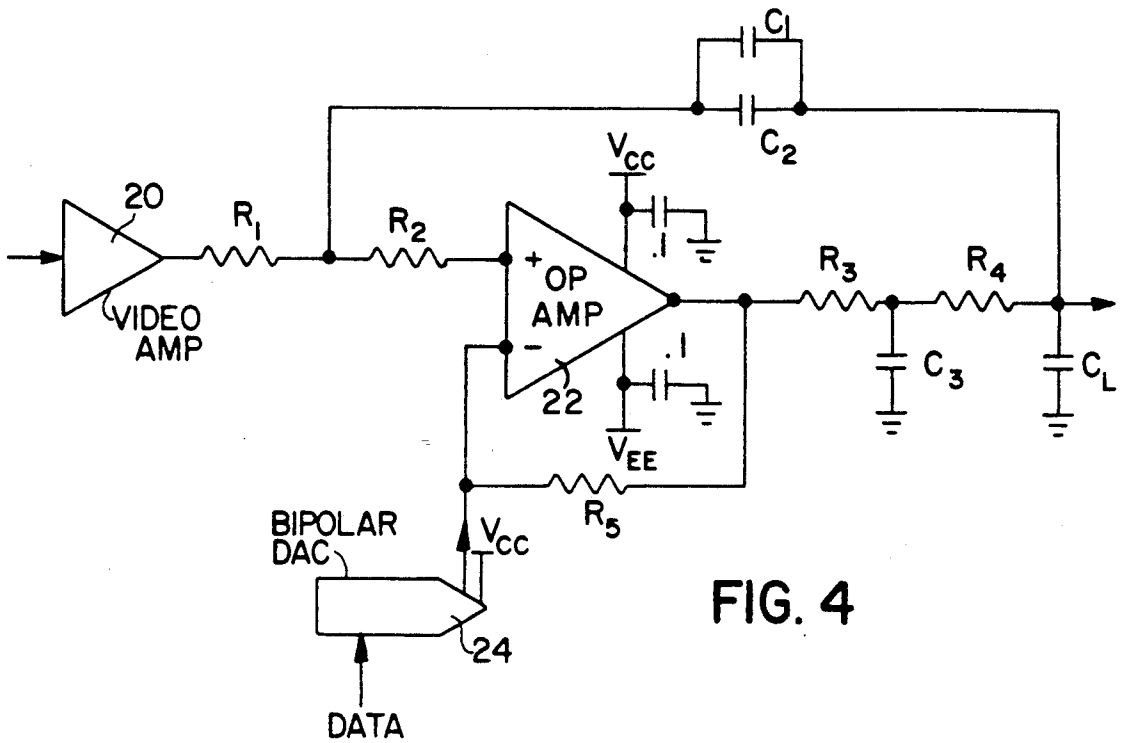 C1
C2
VCC
20
R1
R2
.1
+
OP
AMP
R3
R4
VIDEO
AMP
-
.1
C3
CL
22
VEE
R5
BIPOLAR
DAC
VCC
FIG. 4
24
DATA